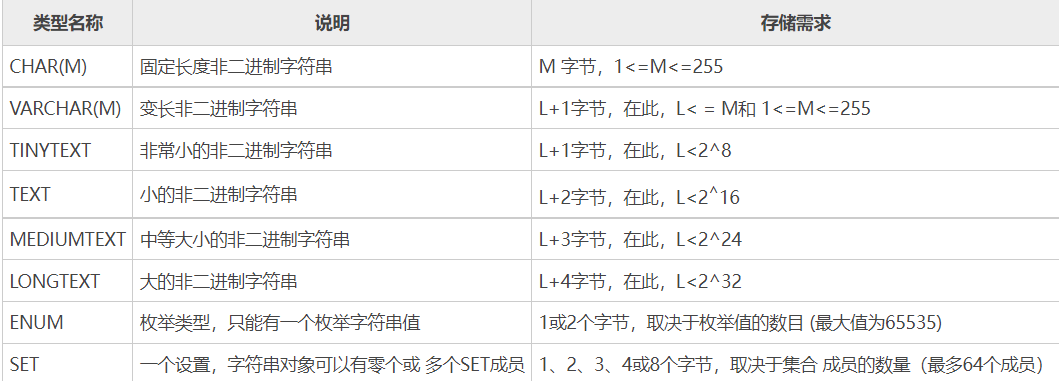 类型名称 说明 存储需求
CHAR(M) 固定长度非二进制字符串 M 字节，1<=M<=255
VARCHAR(M) 变长非二进制字符串 L+1字节，在此，L< = M和 1<=M<=255
TINYTEXT 非常小的非二进制字符串 L+1字节，在此，L<2^8
TEXT 小的非二进制字符串 L+2字节，在此，L<2^16
MEDIUMTEXT 中等大小的非二进制字符串 L+3字节，在此，L<2^24
LONGTEXT 大的非二进制字符串 L+4字节，在此，L<2^32
ENUM 枚举类型，只能有一个枚举字符串值 1或2个字节，取决于枚举值的数目 (最大值为65535)
SET 一个设置，字符串对象可以有零个或 多个SET成员 1、2、3、4或8个字节，取决于集合 成员的数量（最多64个成员）